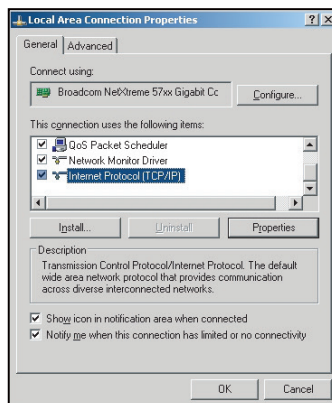 Local Area Connection Properties
General Advanced
Connect using:
Broadcom NetXtreme 57xx Gigabit Cc
Configure...
This connection uses the following items:
QoS Packet Scheduler
Network Monitor Driver
Internet Protocol (TCP/IP)
Install... Uninstall Properties
Description
Transmission Control Protocol/Internet Protocol. The default
wide area network protocol that provides communication
across diverse interconnected networks.
Show icon in notification area when connected
Notify me when this connection has limited or no connectivity
OK Cancel